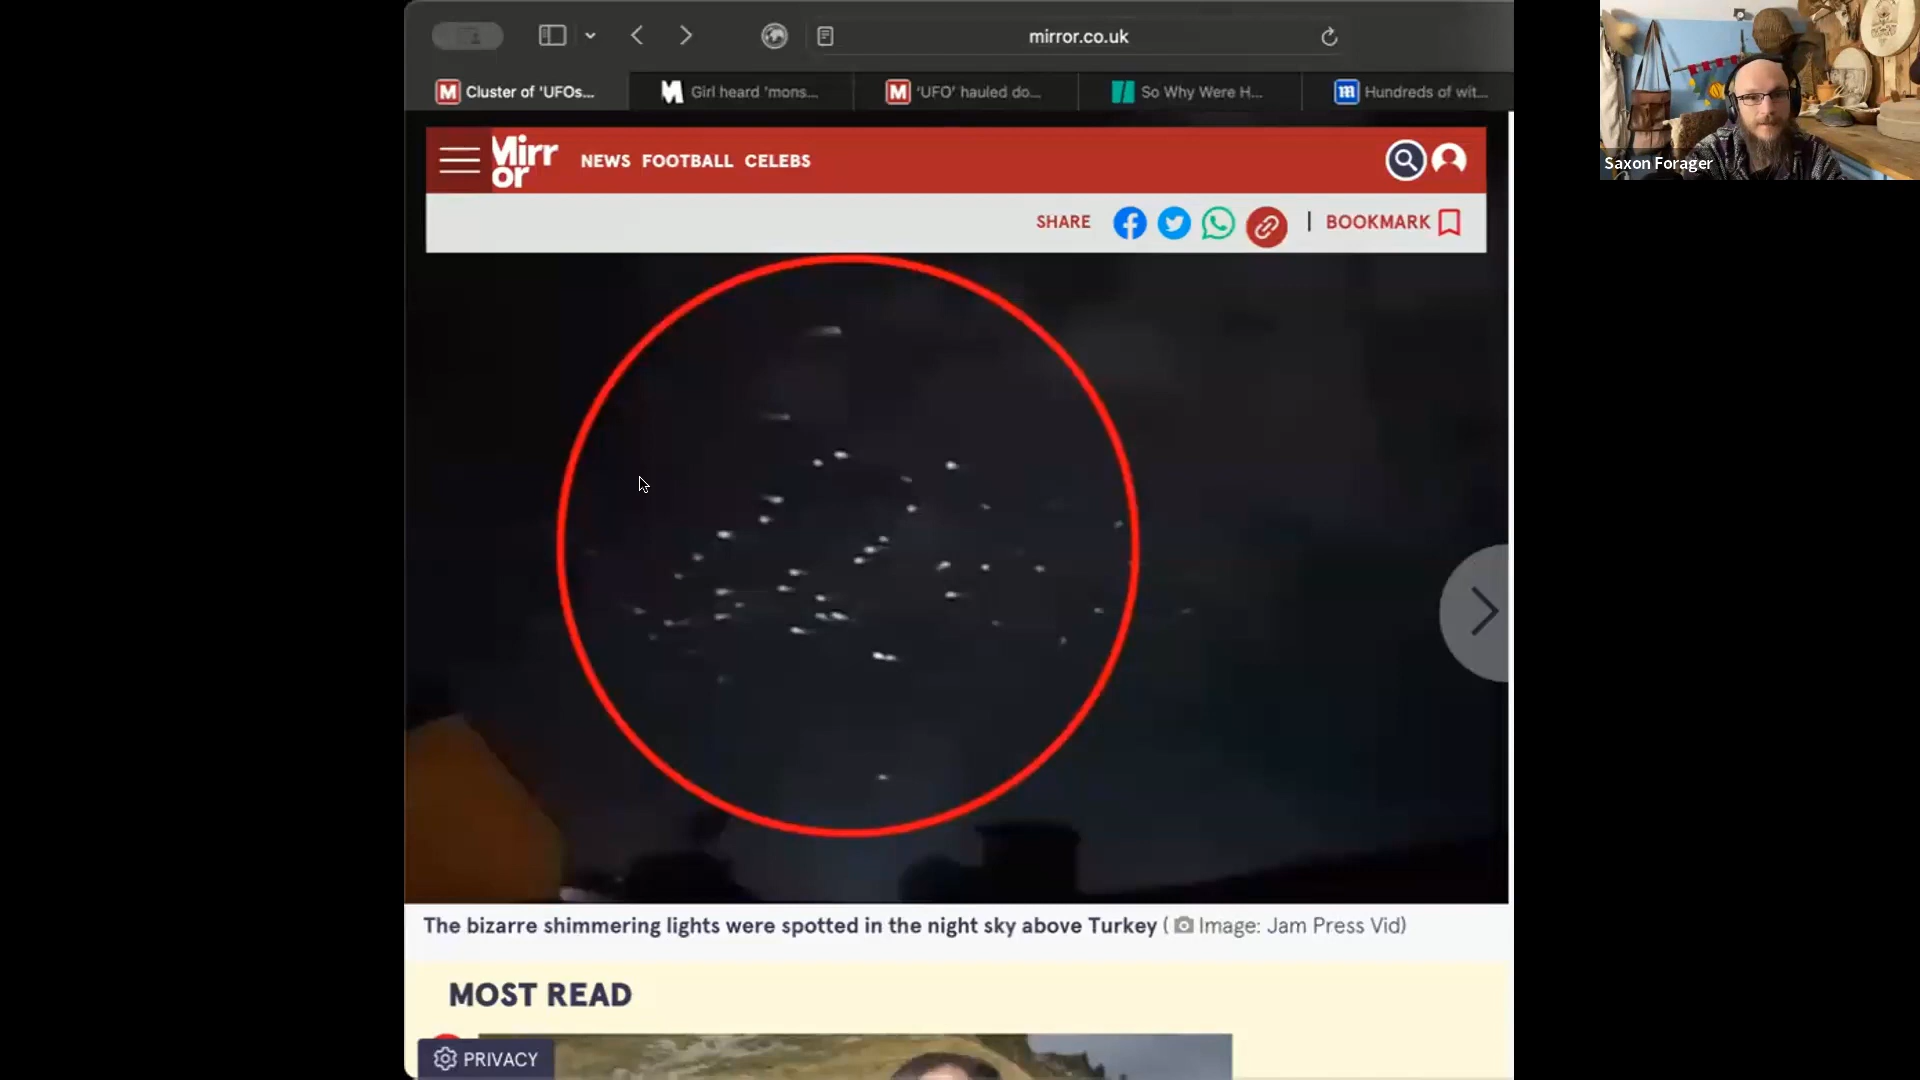 mirror.co.uk
Cluster of ‘UFOs...
Girl heard ‘mons...
‘UFO’ hauled do...
So Why Were H...
Hundreds of wit...
Mirr
or
NEWS FOOTBALL CELEBS
SHARE
BOOKMARK
Saxon Forager
The bizarre shimmering lights were spotted in the night sky above Turkey ( Image: Jam Press Vid)
MOST READ
PRIVACY